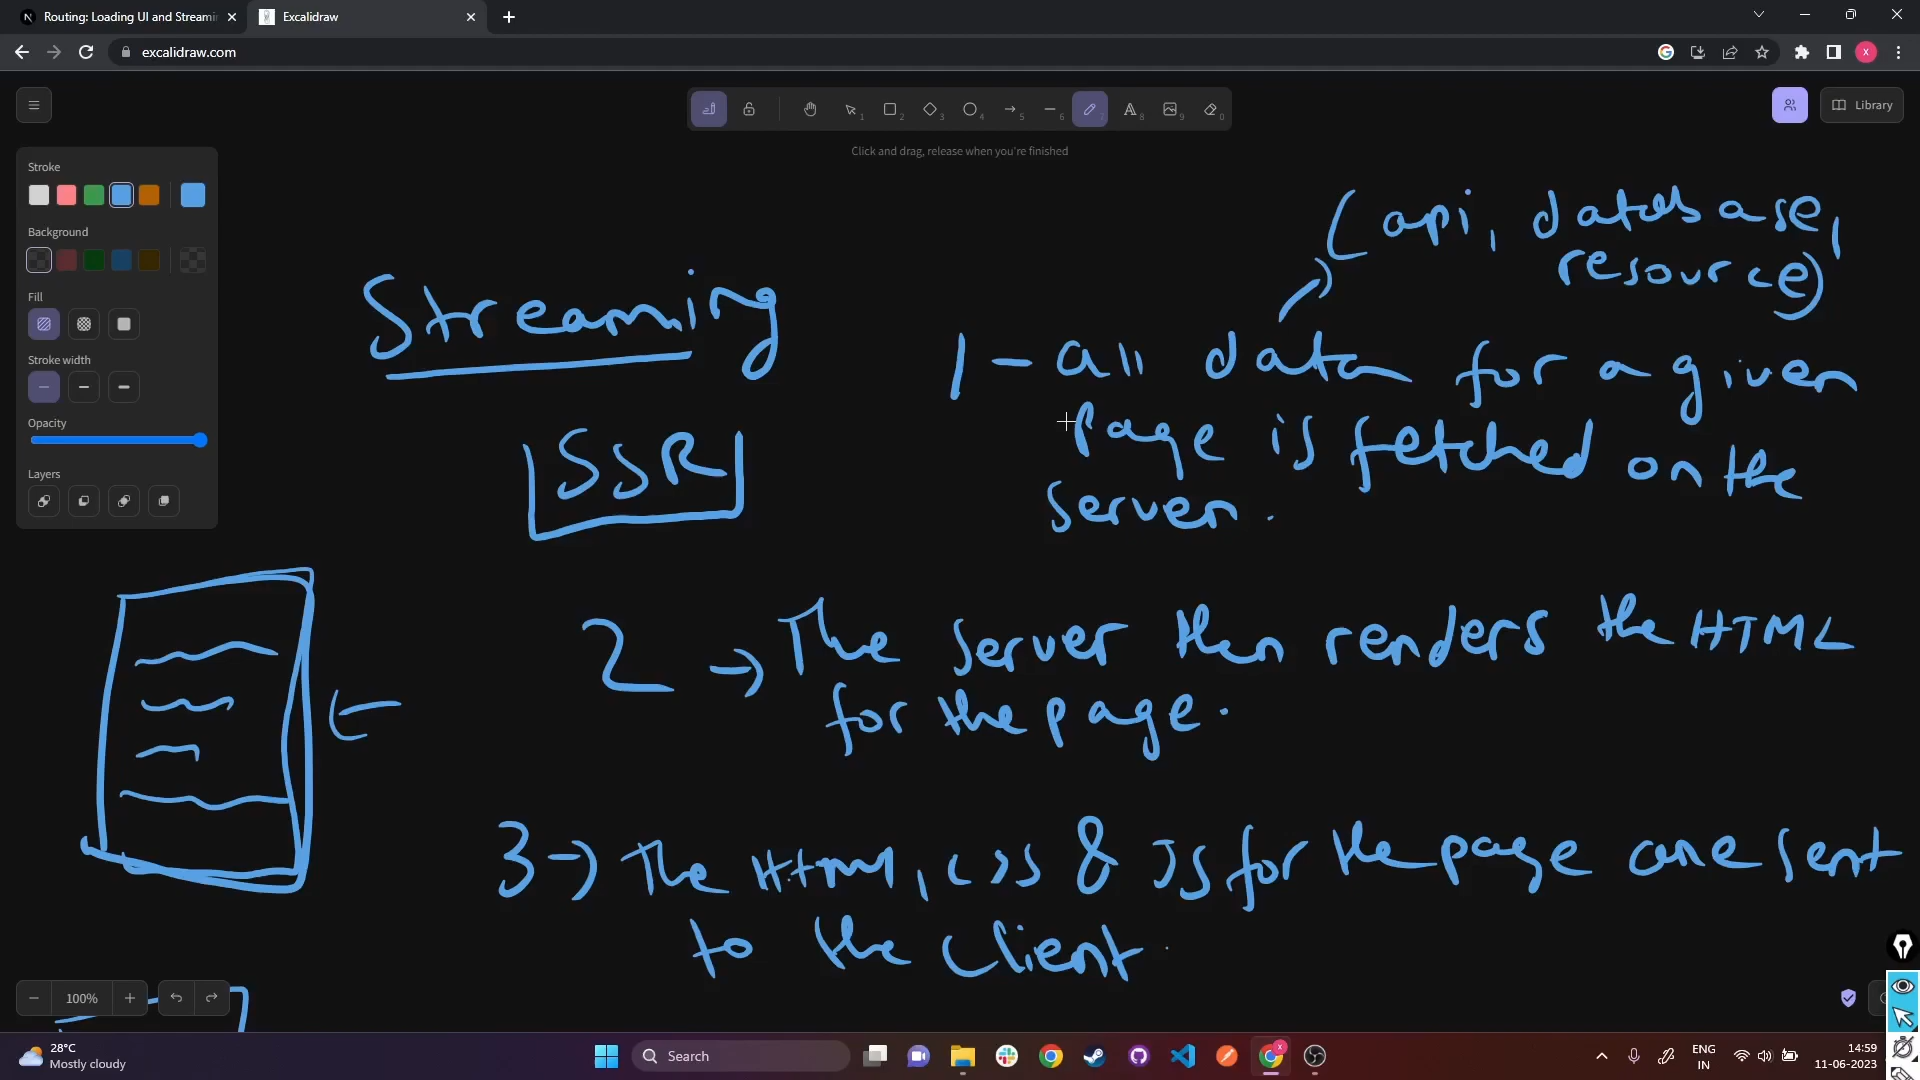 Routing: Loading UI and Streamin
Excalidraw
excalidraw.com
Library
Click and drag, release when you're finished
Stroke
Background
Fill
Stroke width
Opacity
Layers
(api, database,
resource)
Streaming
SSR
1 - all data for a given
page is fetched on the
server.
2 → The server then renders the HTML
for the page.
3 → The Html, CSS & JS for the page are sent
to the client
100%
28°C
Mostly cloudy
Search
ENG
IN
14:59
11-06-2023